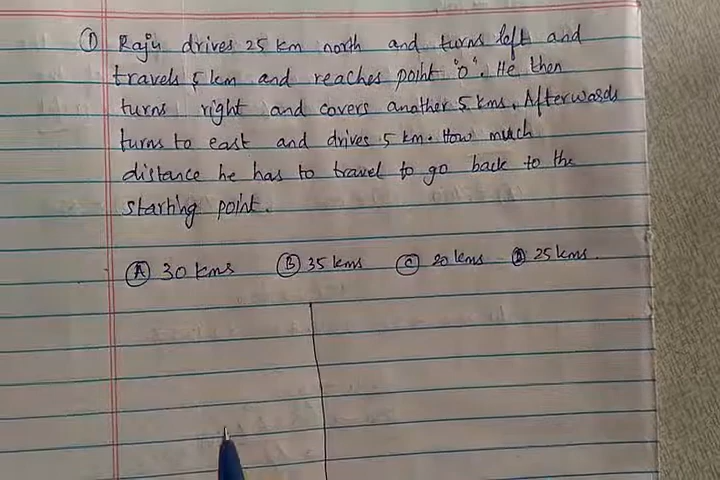 ① Raju drives 25 km north and turns left and
travels 5 km and reaches point "O". He then
turns right and covers another 5 kms. Afterwards
turns to east and drives 5 km. How much
distance he has to travel to go back to the
starting point.
Ⓐ 30 kms Ⓑ 35 kms Ⓒ 20 kms Ⓓ 25 kms.